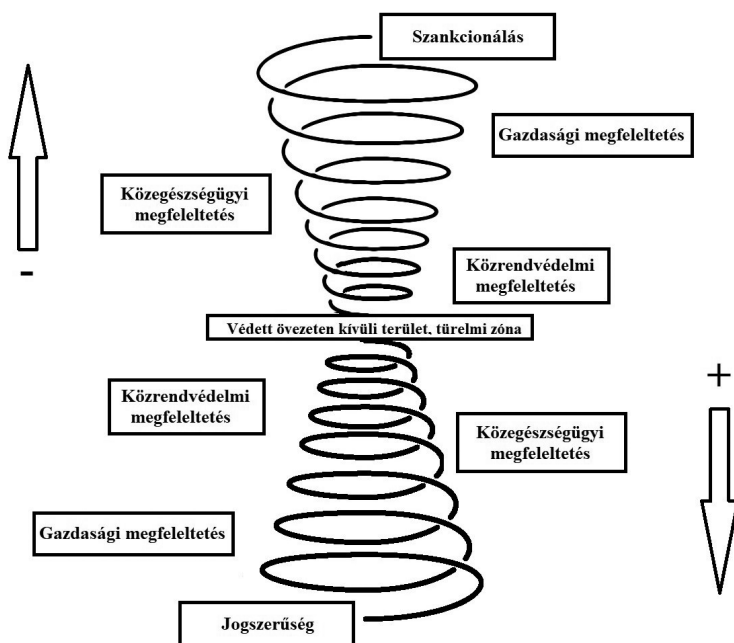 Szankcionálás
Gazdasági megfeleltetés
Közegészségügyi
megfeleltetés
-
Közrendvédelmi
megfeleltetés
Védett övezeten kívüli terület, türelmi zóna
+
Közrendvédelmi
megfeleltetés
Közegészségügyi
megfeleltetés
Gazdasági megfeleltetés
Jogszerűség